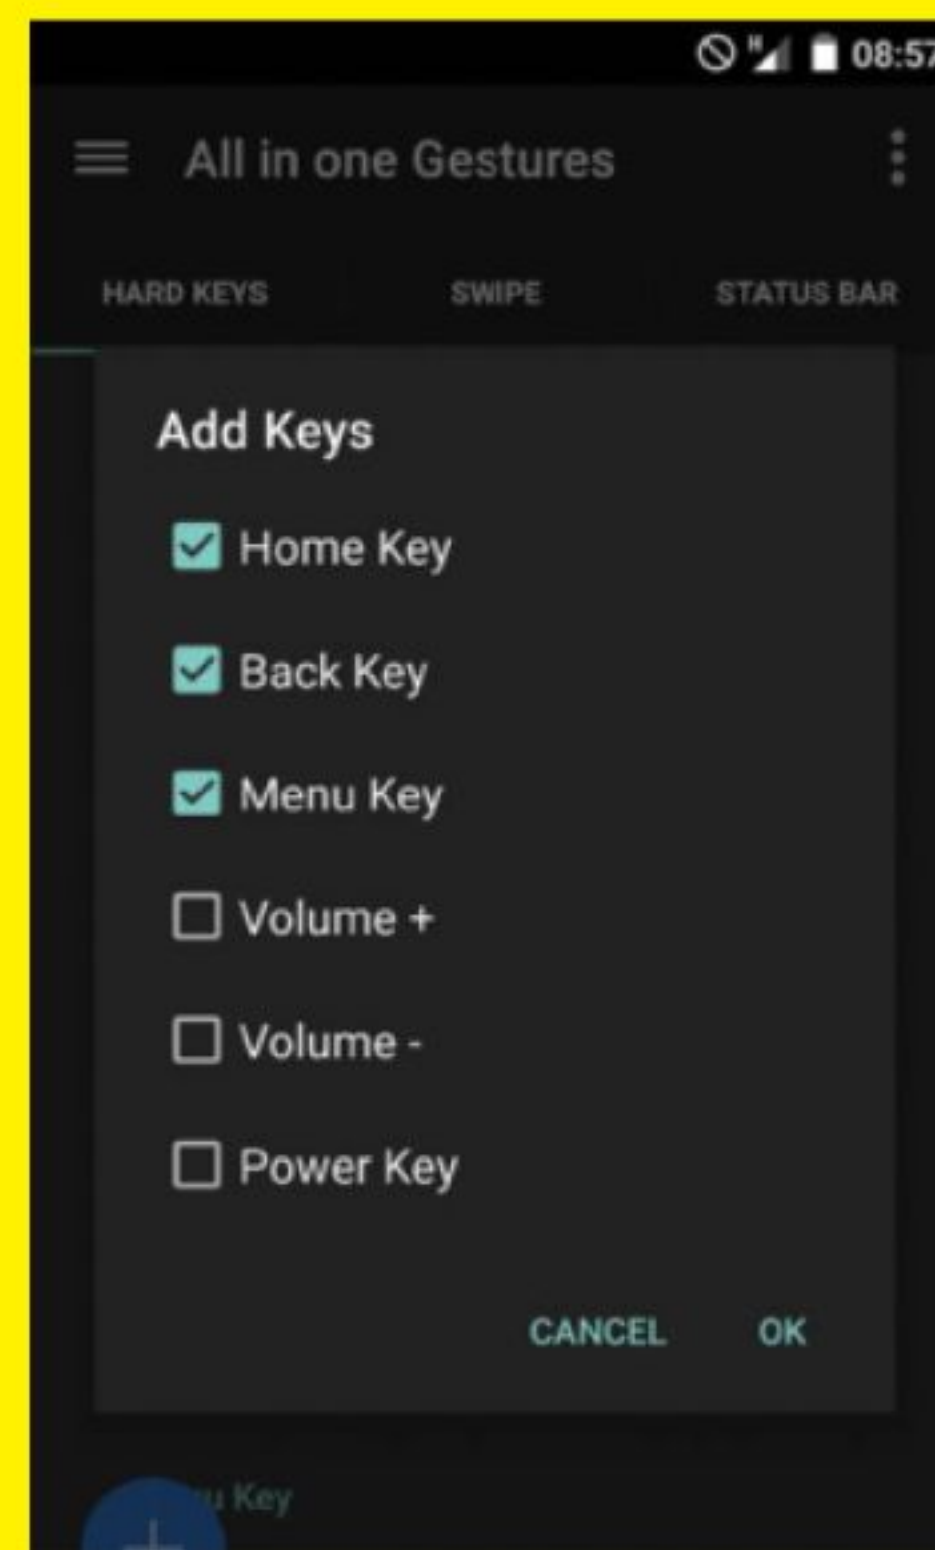 H 08:57
All in one Gestures
HARD KEYS SWIPE STATUS BAR
Add Keys
Home Key
Back Key
Menu Key
Volume +
Volume -
Power Key
CANCEL OK
u Key